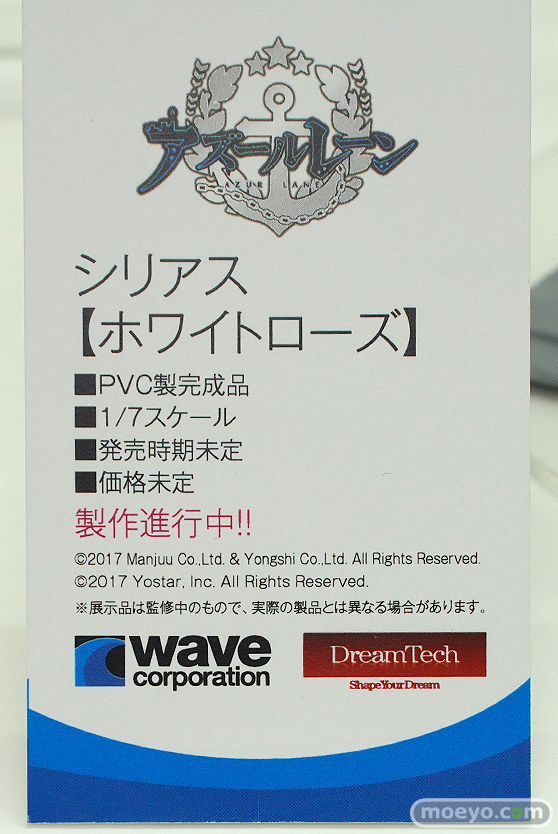 アズールレーン
AZUR LANE
シリアス
【ホワイトローズ】
■PVC製完成品
■1/7スケール
■発売時期未定
■価格未定
製作進行中!!
©2017 Manjuu Co.,Ltd. & Yongshi Co.,Ltd. All Rights Reserved.
©2017 Yostar, Inc. All Rights Reserved.
※展示品は監修中のもので、実際の製品とは異なる場合があります。
wave
corporation
DreamTech
Shape Your Dream
moeyo.com